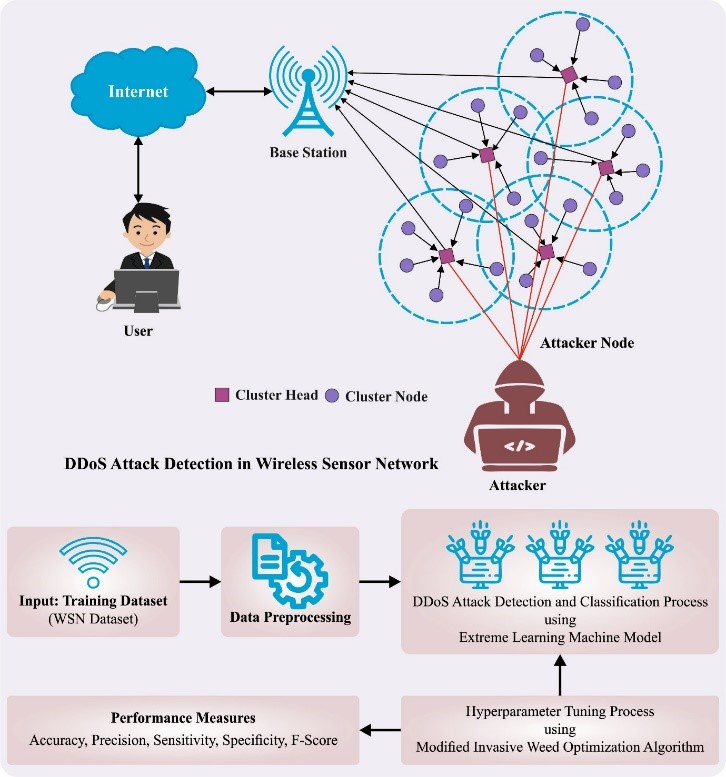 Internet
Base Station
User
Attacker Node
Cluster Head
Cluster Node
</>
DDoS Attack Detection in Wireless Sensor Network
Attacker
Input: Training Dataset
(WSN Dataset)
Data Preprocessing
DDoS Attack Detection and Classification Process
using
Extreme Learning Machine Model
Performance Measures
Accuracy, Precision, Sensitivity, Specificity, F-Score
Hyperparameter Tuning Process
using
Modified Invasive Weed Optimization Algorithm